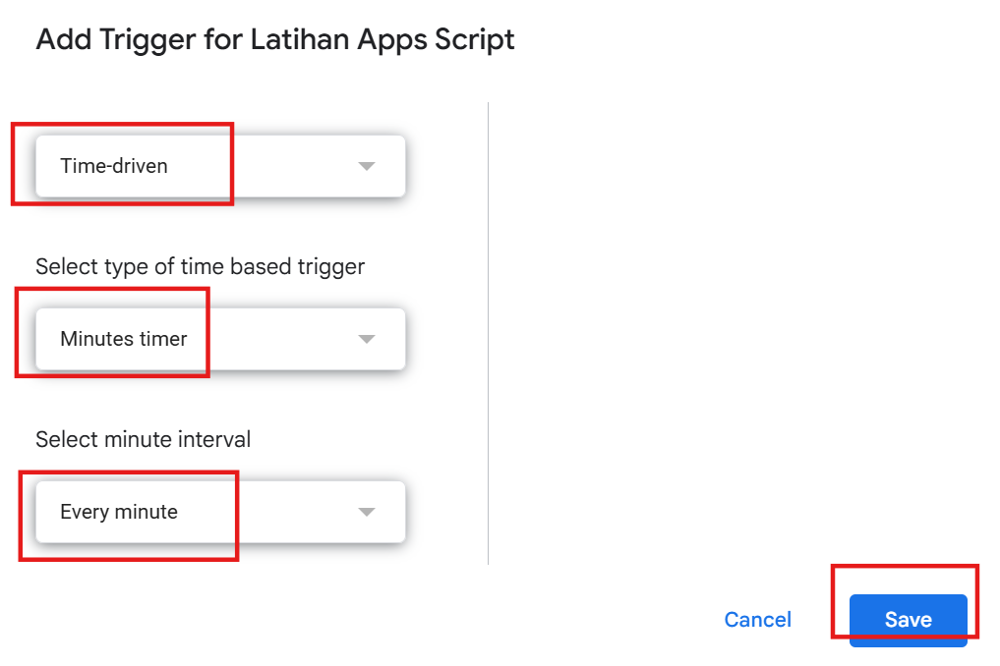 Add Trigger for Latihan Apps Script
Time-driven
Select type of time based trigger
Minutes timer
Select minute interval
Every minute
Cancel
Save